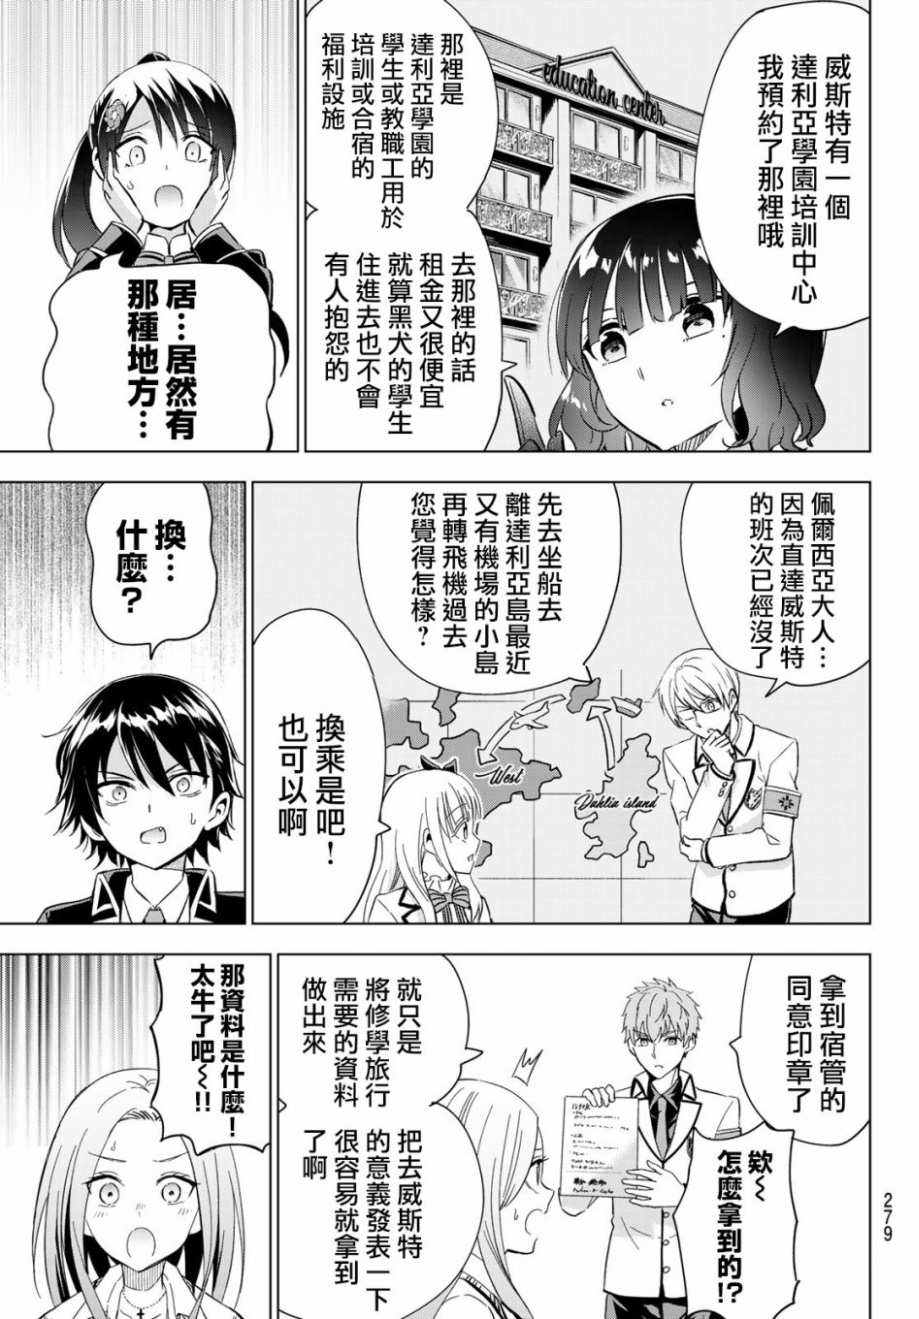 威斯特有一個
達利亞學園培訓中心
我預約了那裡哦
education center
那裡是
達利亞學園的
學生或教職工用於
培訓或合宿的
福利設施
去那裡的話
租金又很便宜
就算黑犬的學生
住進去也不會
有人抱怨的
居…居然有
那種地方…
佩爾西亞大人…
因為直達威斯特
的班次已經沒了
先去坐船去
離達利亞島最近
又有機場的小島
再轉飛機過去
您覺得怎樣？
West
Dahlia island
換乘是吧！
也可以啊
換…
什麼？
拿到宿管的
同意印章了
欸～
怎麼拿到的!?
就只是
將修學旅行
需要的資料
做出來
把去威斯特
的意義發表一下
很容易就拿到
了啊
那資料是什麼！
太牛了吧～!!
279